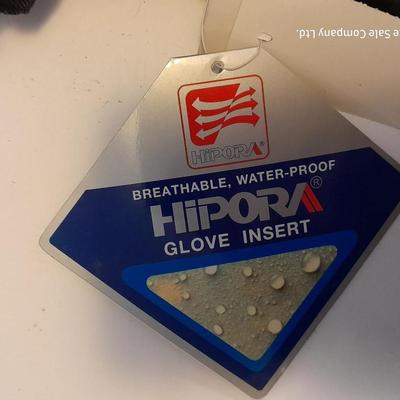 e Sale Company Ltd.
HiPORA®
BREATHABLE, WATER-PROOF
HiPORA®
GLOVE INSERT